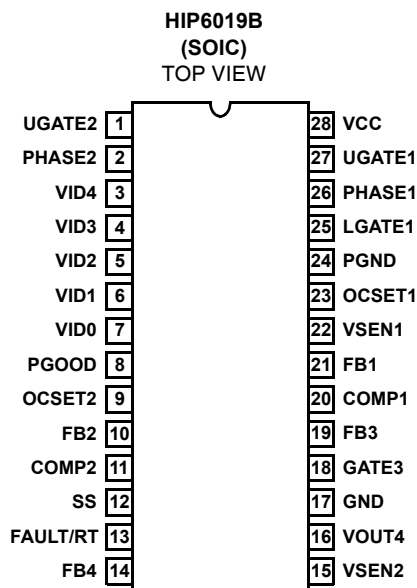 HIP6019B
(SOIC)
TOP VIEW
UGATE2 1 28 VCC
PHASE2 2 27 UGATE1
VID4 3 26 PHASE1
VID3 4 25 LGATE1
VID2 5 24 PGND
VID1 6 23 OCSET1
VID0 7 22 VSEN1
PGOOD 8 21 FB1
OCSET2 9 20 COMP1
FB2 10 19 FB3
COMP2 11 18 GATE3
SS 12 17 GND
FAULT/RT 13 16 VOUT4
FB4 14 15 VSEN2